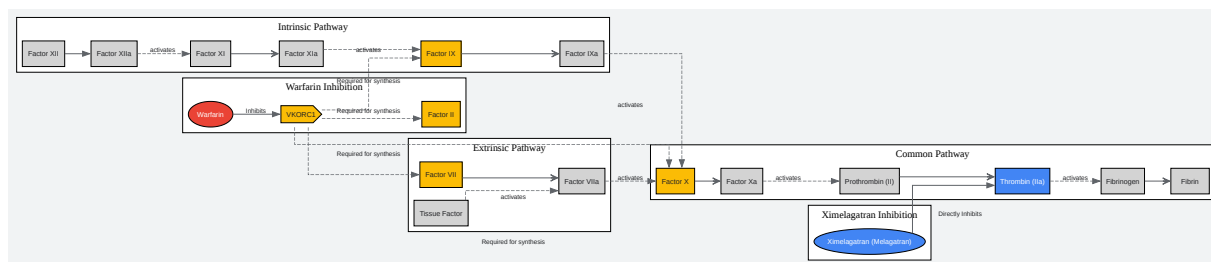 Intrinsic Pathway
Factor XII
Factor XIIa
activates
Factor XI
Factor XIa
activates
Factor IX
Factor IXa
Required for synthesis
Warfarin Inhibition
Warfarin
Inhibits
VKORC1
Required for synthesis
Factor II
activates
Required for synthesis
Extrinsic Pathway
Factor VII
Factor VIIa
Tissue Factor
activates
activates
Required for synthesis
Common Pathway
Factor X
Factor Xa
activates
Prothrombin (II)
Thrombin (IIa)
activates
Fibrinogen
Fibrin
Ximelagatran Inhibition
Directly Inhibits
Ximelagatran (Melagatran)